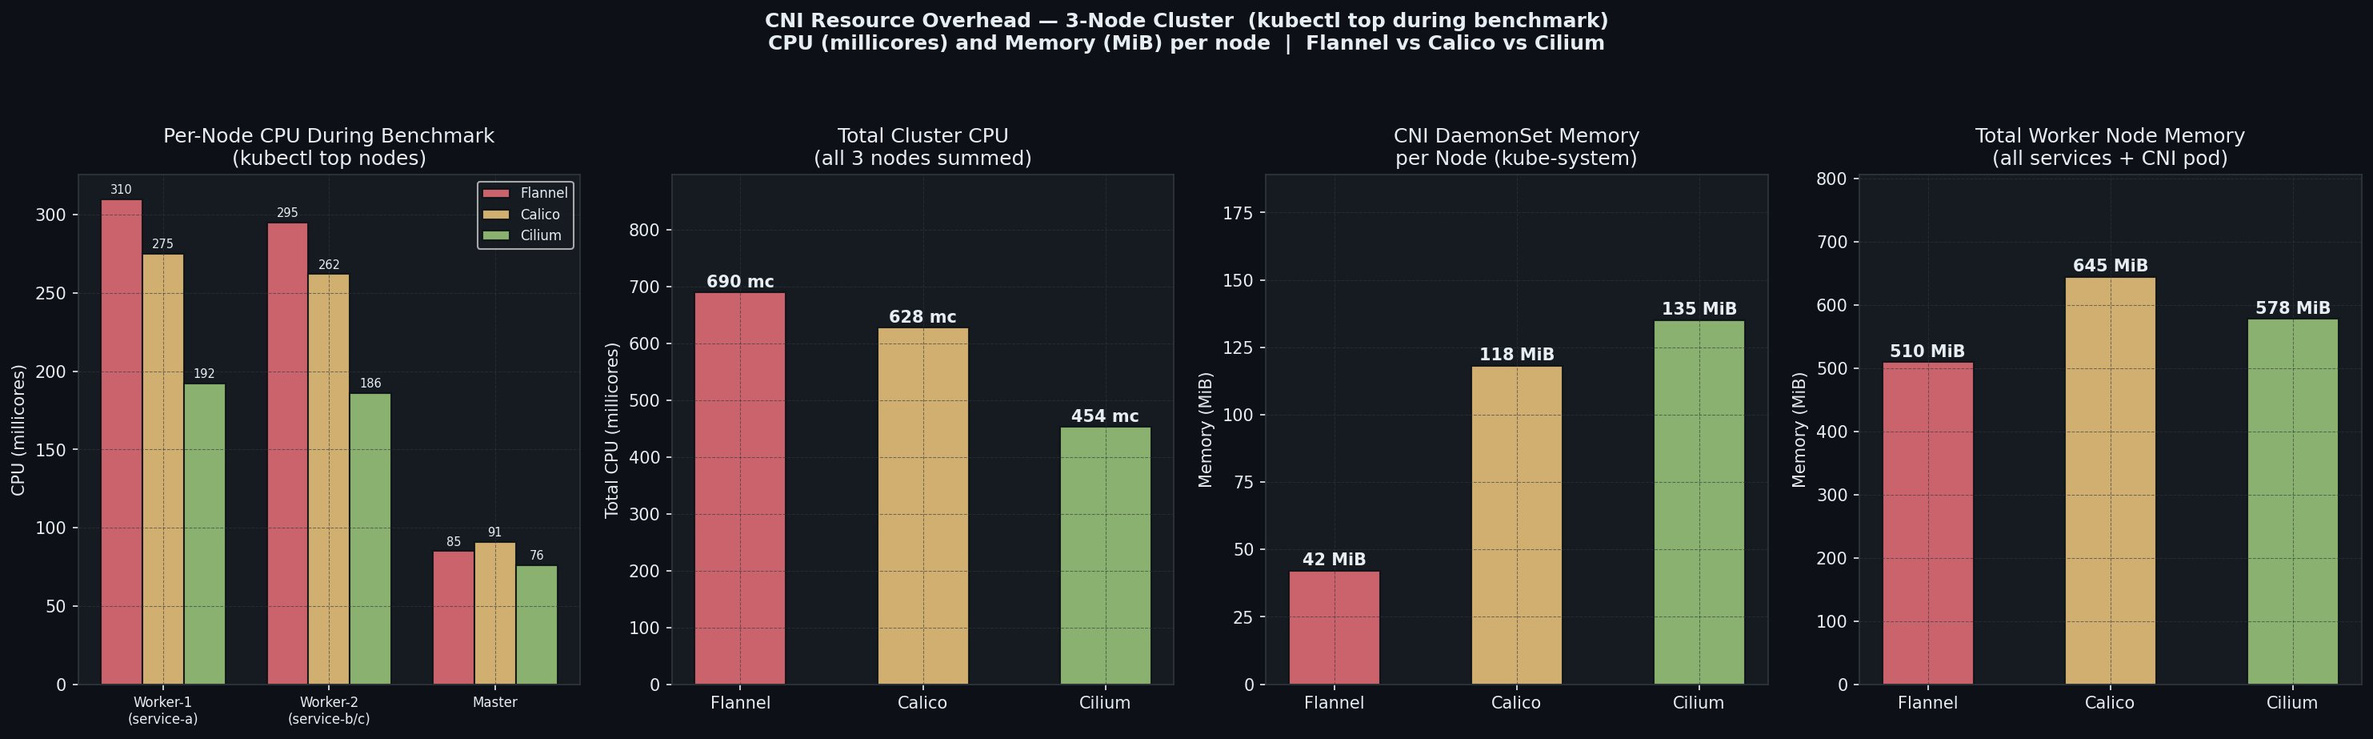 CNI Resource Overhead — 3-Node Cluster  (kubectl top during benchmark)
CPU (millicores) and Memory (MiB) per node  |  Flannel vs Calico vs Cilium
Per-Node CPU During Benchmark
(kubectl top nodes)
CPU (millicores)
300
250
200
150
100
50
0
310
275
192
295
262
186
85
91
76
Flannel
Calico
Cilium
Worker-1
(service-a)
Worker-2
(service-b/c)
Master
Total Cluster CPU
(all 3 nodes summed)
Total CPU (millicores)
800
700
600
500
400
300
200
100
0
690 mc
628 mc
454 mc
Flannel
Calico
Cilium
CNI DaemonSet Memory
per Node (kube-system)
Memory (MiB)
175
150
125
100
75
50
25
0
42 MiB
118 MiB
135 MiB
Flannel
Calico
Cilium
Total Worker Node Memory
(all services + CNI pod)
Memory (MiB)
800
700
600
500
400
300
200
100
0
510 MiB
645 MiB
578 MiB
Flannel
Calico
Cilium